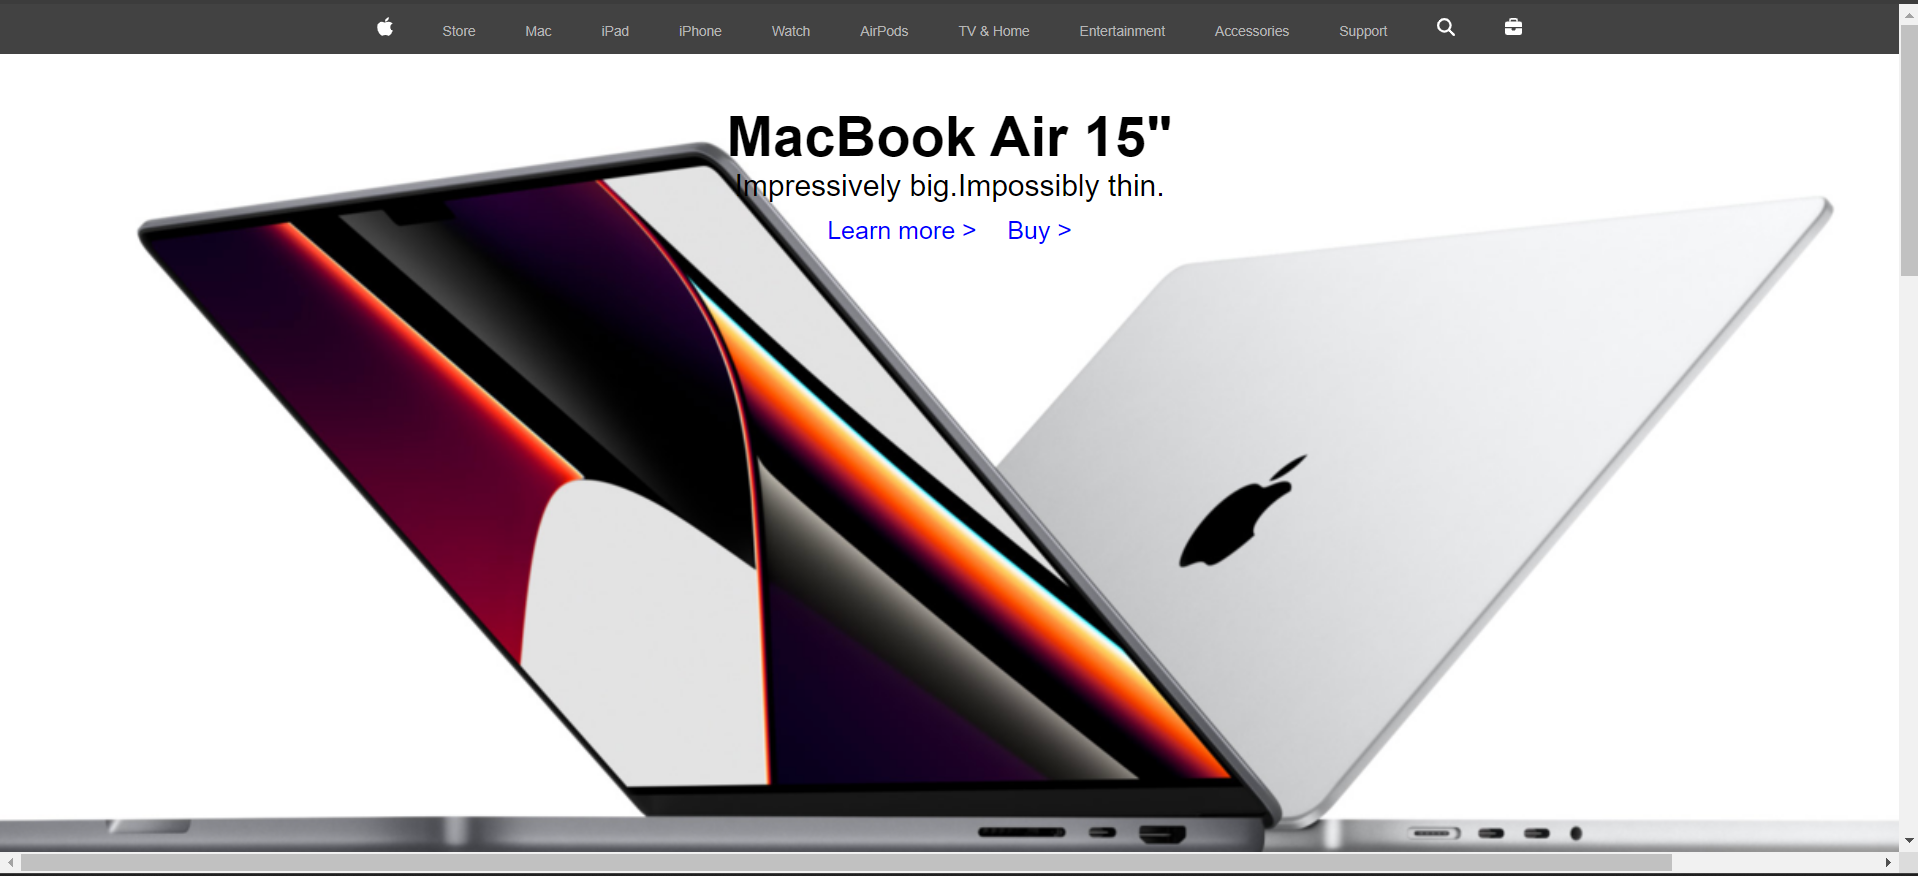 Store Mac iPad iPhone Watch AirPods TV & Home Entertainment Accessories Support
MacBook Air 15"
Impressively big.Impossibly thin.
Learn more > Buy >